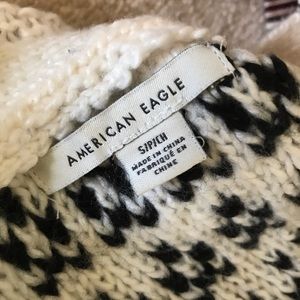 AMERICAN EAGLE
S/P/CH
MADE IN CHINA
FABRIQUÉ EN
CHINE